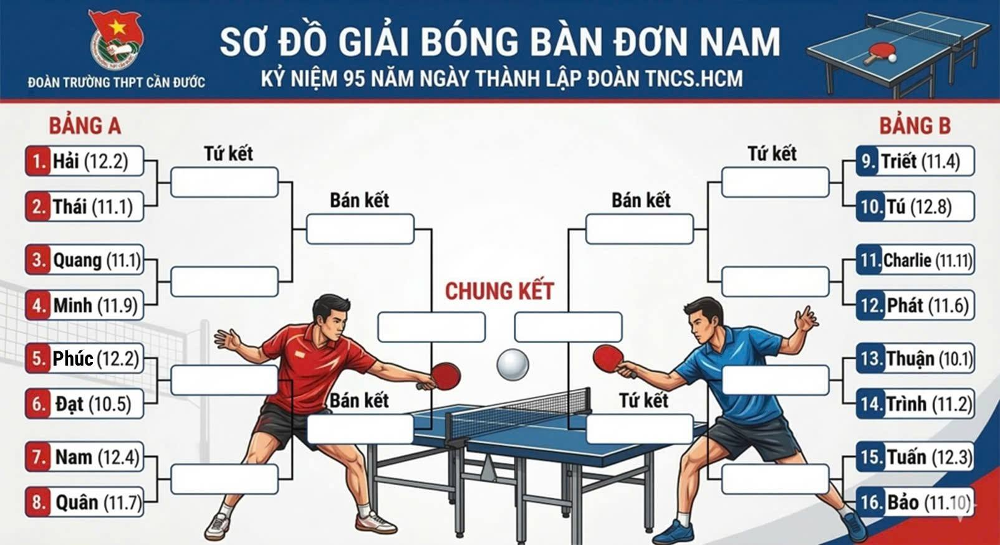 SƠ ĐỒ GIẢI BÓNG BÀN ĐƠN NAM
KỶ NIỆM 95 NĂM NGÀY THÀNH LẬP ĐOÀN TNCS.HCM
ĐOÀN TRƯỜNG THPT CẦN ĐƯỚC
BẢNG A
1. Hải (12.2)
2. Thái (11.1)
3. Quang (11.1)
4. Minh (11.9)
5. Phúc (12.2)
6. Đạt (10.5)
7. Nam (12.4)
8. Quân (11.7)
Tứ kết
Bán kết
Bán kết
CHUNG KẾT
Bán kết
Tứ kết
Tứ kết
BẢNG B
9. Triết (11.4)
10. Tú (12.8)
11. Charlie (11.11)
12. Phát (11.6)
13. Thuận (10.1)
14. Trình (11.2)
15. Tuấn (12.3)
16. Bảo (11.10)